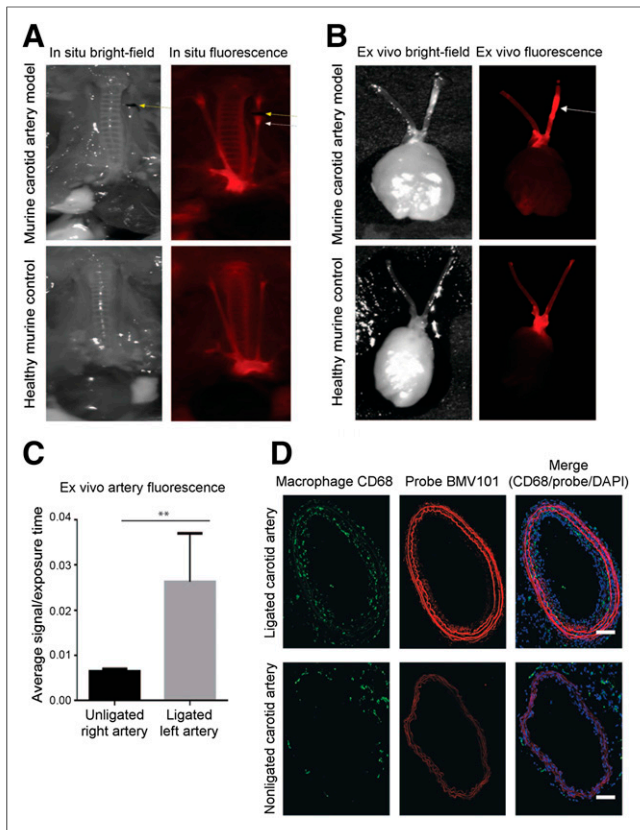 A
In situ bright-field
In situ fluorescence
Murine carotid artery model
Healthy murine control
B
Ex vivo bright-field
Ex vivo fluorescence
Murine carotid artery model
Healthy murine control
C
Ex vivo artery fluorescence
Average signal/exposure time
0.04
**
0.03
0.02
0.01
0.00
Unligated
right artery
Ligated
left artery
D
Macrophage CD68
Probe BMV101
Merge
(CD68/probe/DAPI)
Ligated carotid artery
Nonligated carotid artery